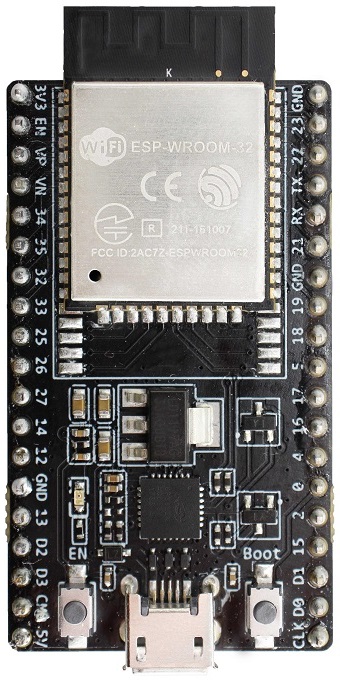 K
WiFi ESP-WROOM-32
CE
R 211-161007
FCC ID:2AC7Z-ESPWROOM32
3V3
EN
VP
VN
34
35
32
33
25
26
27
14
12
GND
13
D2
D3
CMD
5V
GND
23
22
TX
RX
21
GND
19
18
5
17
16
4
0
2
15
D1
D0
CLK
EN
Boot